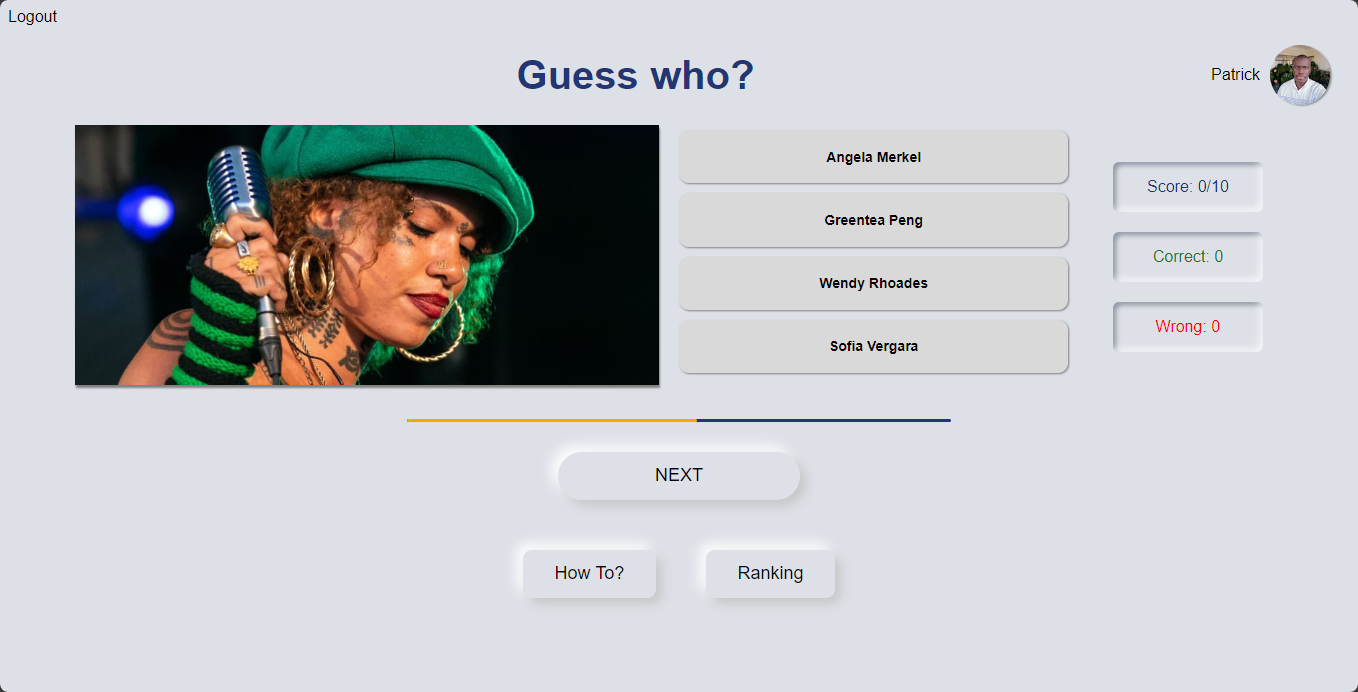 Logout
Guess who?
Patrick
Angela Merkel
Greentea Peng
Wendy Rhoades
Sofia Vergara
Score: 0/10
Correct: 0
Wrong: 0
NEXT
How To?
Ranking